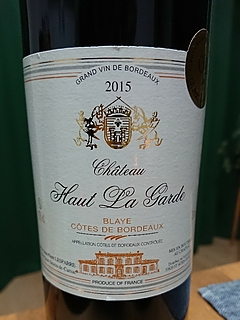 GRAND VIN DE BORDEAUX
2015
Château
Haut La Garde
BLAYE
CÔTES DE BORDEAUX
APPELLATION CÔTES DE BORDEAUX CONTRÔLÉE
PRODUCE OF FRANCE